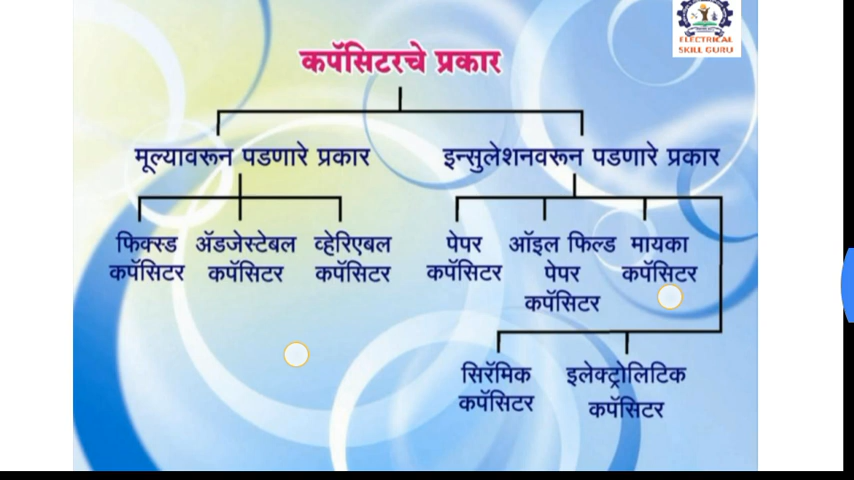 ELECTRICAL
SKILL GURU
कपॅसिटरचे प्रकार
मूल्यावरून पडणारे प्रकार
इन्सुलेशनवरून पडणारे प्रकार
फिक्स्ड
कपॅसिटर
ॲडजेस्टेबल
कपॅसिटर
व्हेरिएबल
कपॅसिटर
पेपर
कपॅसिटर
ऑइल फिल्ड
पेपर
कपॅसिटर
मायका
कपॅसिटर
सिरॅमिक
कपॅसिटर
इलेक्ट्रोलिटिक
कपॅसिटर